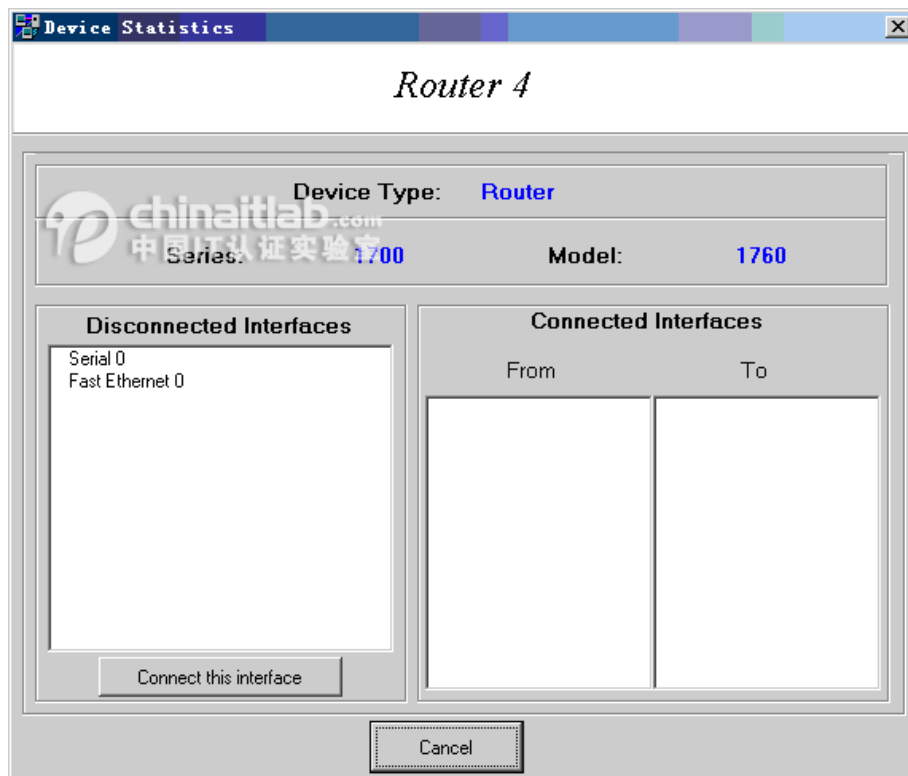 Device Statistics
Router 4
Device Type: Router
chinaitlab.com
中国IT认证实验室
Series: 1700 Model: 1760
Disconnected Interfaces
Serial 0
Fast Ethernet 0
Connect this interface
Connected Interfaces
From To
Cancel